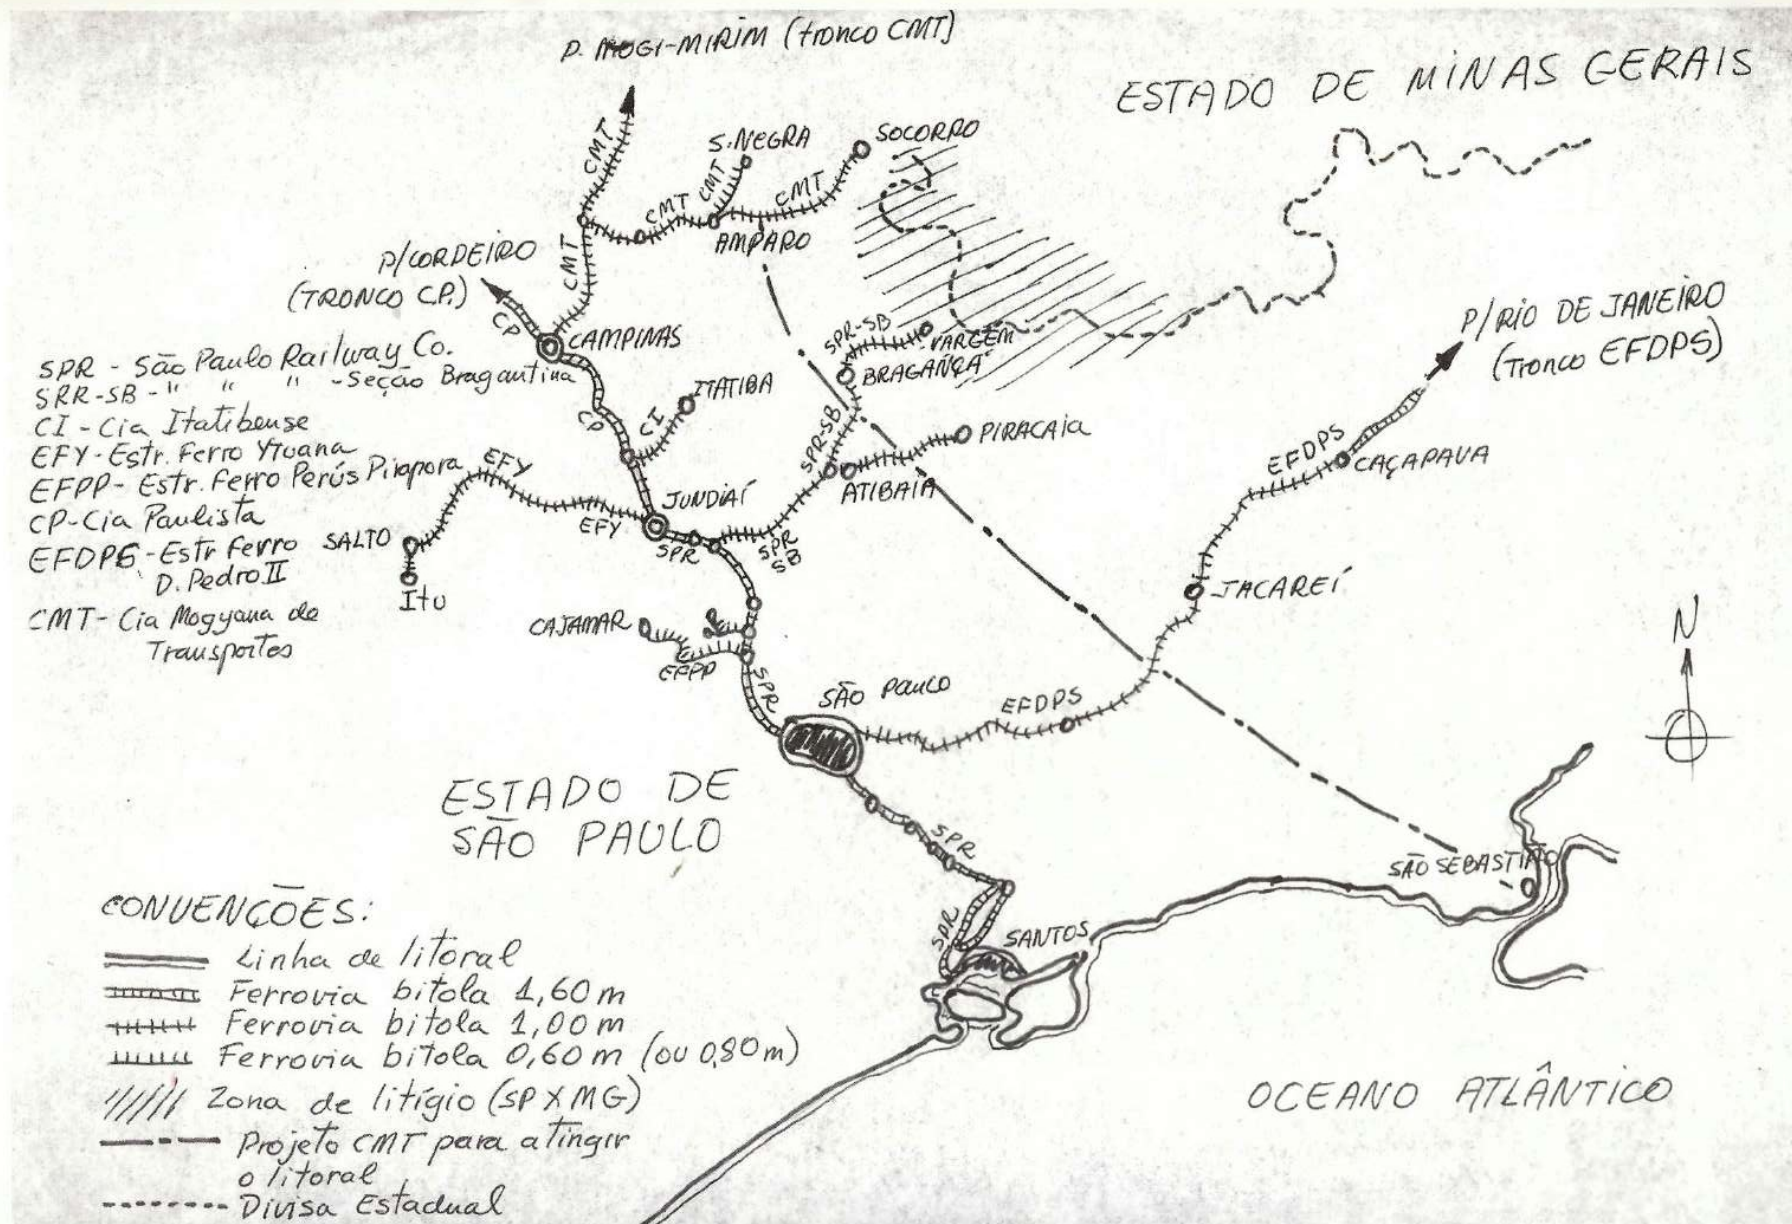 P. MOGI-MIRIM (tronco CMT)
ESTADO DE MINAS GERAIS
CMT
S. NEGRA
SOCORRO
CMT
CMT
CMT
AMPARO
CMT
P/CORDEIRO
(TRONCO CP.)
CP
CAMPINAS
SPR-SB
VARGEM
BRAGANÇA
P/RIO DE JANEIRO
(Tronco EFDPS)
SPR - São Paulo Railway Co.
SRR-SB - " " " - Seção Bragantina
CI - Cia Itatibense
EFY - Estr. Ferro Ytuana
EFPP - Estr. Ferro Perús Pirapora
CP - Cia Paulista
EFDPS - Estr Ferro
D. Pedro II
CMT - Cia Mogyana de
Transportes
ITATIBA
CI
CP
SPR-SB
PIRACAIA
ATIBAIA
EFDPS
CAÇAPAVA
EFY
JUNDIAÍ
EFY
SPR
SPR
SB
SALTO
Itu
JACAREÍ
CAJAMAR
EFPP
SPR
SÃO PAULO
EFDPS
N
ESTADO DE
SÃO PAULO
SPR
SÃO SEBASTIÃO
SPR
SANTOS
CONVENÇÕES:
Linha de litoral
Ferrovia bitola 1,60 m
Ferrovia bitola 1,00 m
Ferrovia bitola 0,60 m (ou 0,80 m)
Zona de litígio (SP X MG)
Projeto CMT para atingir
o litoral
Divisa Estadual
OCEANO ATLÂNTICO